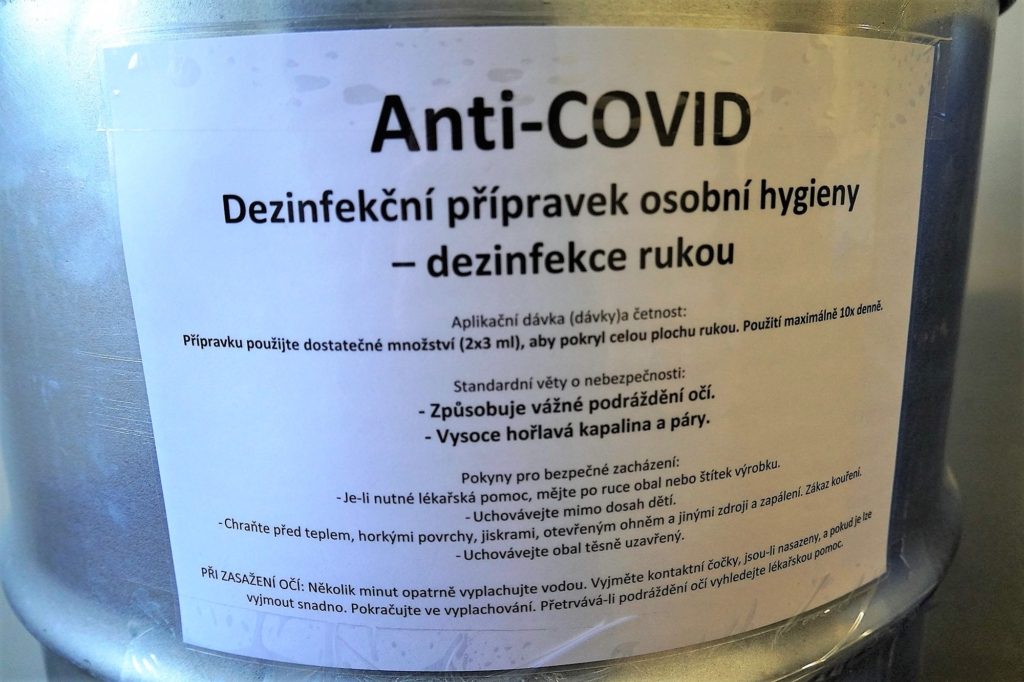 Anti-COVID
Dezinfekční přípravek osobní hygieny
– dezinfekce rukou
Aplikační dávka (dávky)a četnost:
Přípravku použijte dostatečné množství (2x3 ml), aby pokryl celou plochu rukou. Použití maximálně 10x denně.
Standardní věty o nebezpečnosti:
- Způsobuje vážné podráždění očí.
- Vysoce hořlavá kapalina a páry.
Pokyny pro bezpečné zacházení:
- Je-li nutné lékařská pomoc, mějte po ruce obal nebo štítek výrobku.
- Uchovávejte mimo dosah dětí.
- Chraňte před teplem, horkými povrchy, jiskrami, otevřeným ohněm a jinými zdroji a zapálení. Zákaz kouření.
- Uchovávejte obal těsně uzavřený.
PŘI ZASAŽENÍ OČÍ: Několik minut opatrně vyplachujte vodou. Vyjměte kontaktní čočky, jsou-li nasazeny, a pokud je lze
vyjmout snadno. Pokračujte ve vyplachování. Přetrvává-li podráždění očí vyhledejte lékařskou pomoc.